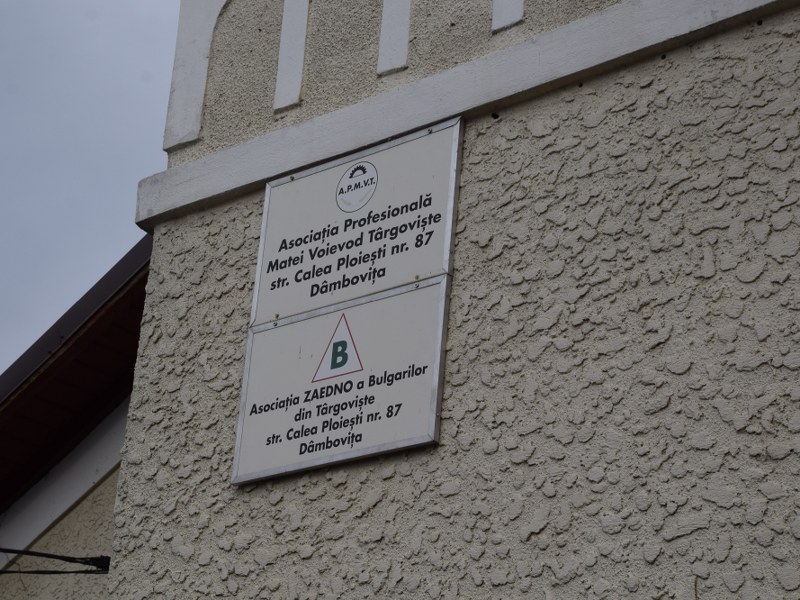 A.P.M.V.T.
Asociația Profesională
Matei Voievod Târgoviște
str. Calea Ploiești nr. 87
Dâmbovița
B
Asociația ZAEDNO a Bulgarilor
din Târgoviște
str. Calea Ploiești nr. 87
Dâmbovița